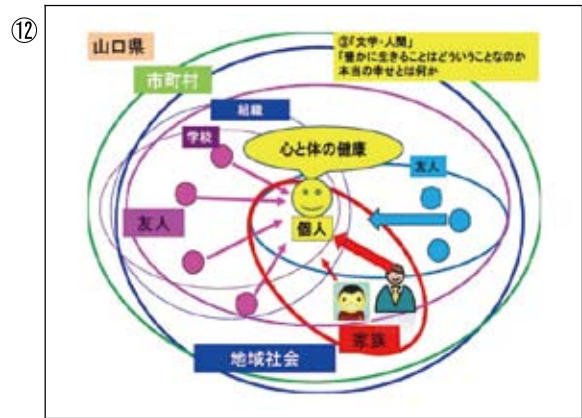 ⑫
山口県
③「文学・人間」
「豊かに生きることはどういうことなのか
本当の幸せとは何か
市町村
組織
学校
心と体の健康
友人
友人
個人
家族
地域社会